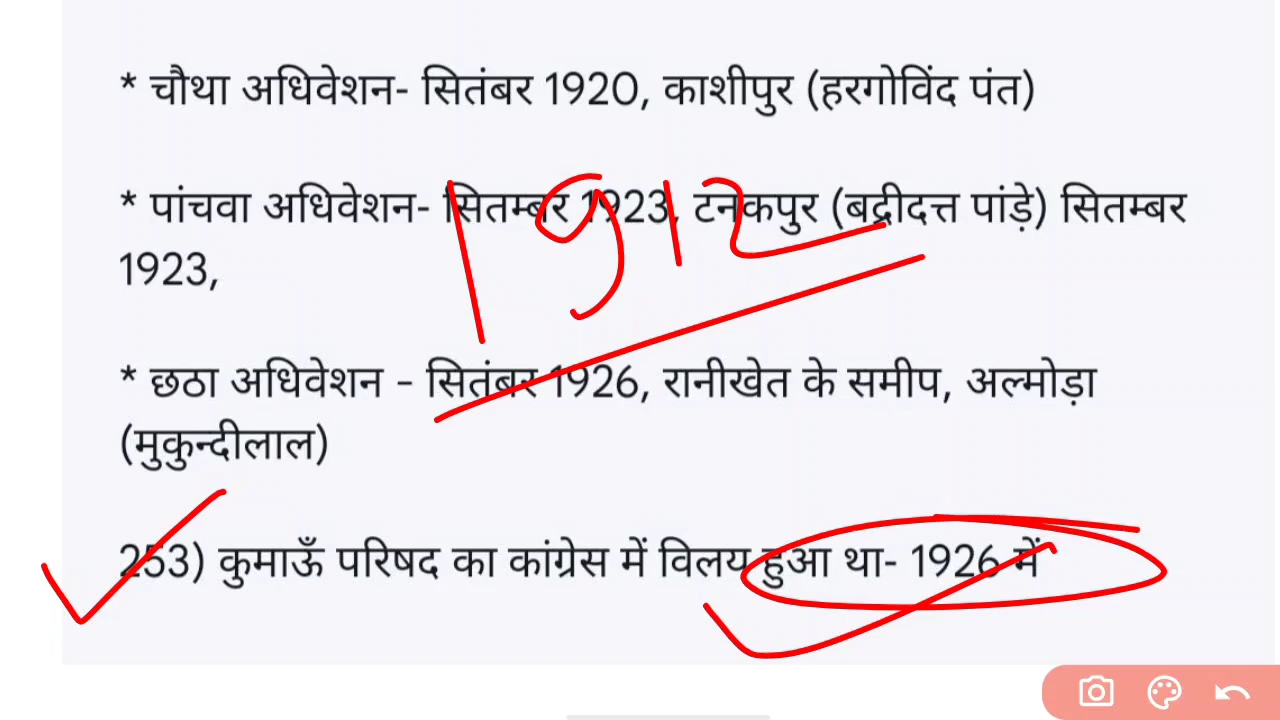 * चौथा अधिवेशन- सितंबर 1920, काशीपुर (हरगोविंद पंत)
* पांचवा अधिवेशन- सितम्बर 1923, टनकपुर (बद्रीदत्त पांड़े) सितम्बर
1923,
1912
* छठा अधिवेशन - सितंबर 1926, रानीखेत के समीप, अल्मोड़ा
(मुकुन्दीलाल)
253) कुमाऊँ परिषद का कांग्रेस में विलय हुआ था- 1926 में